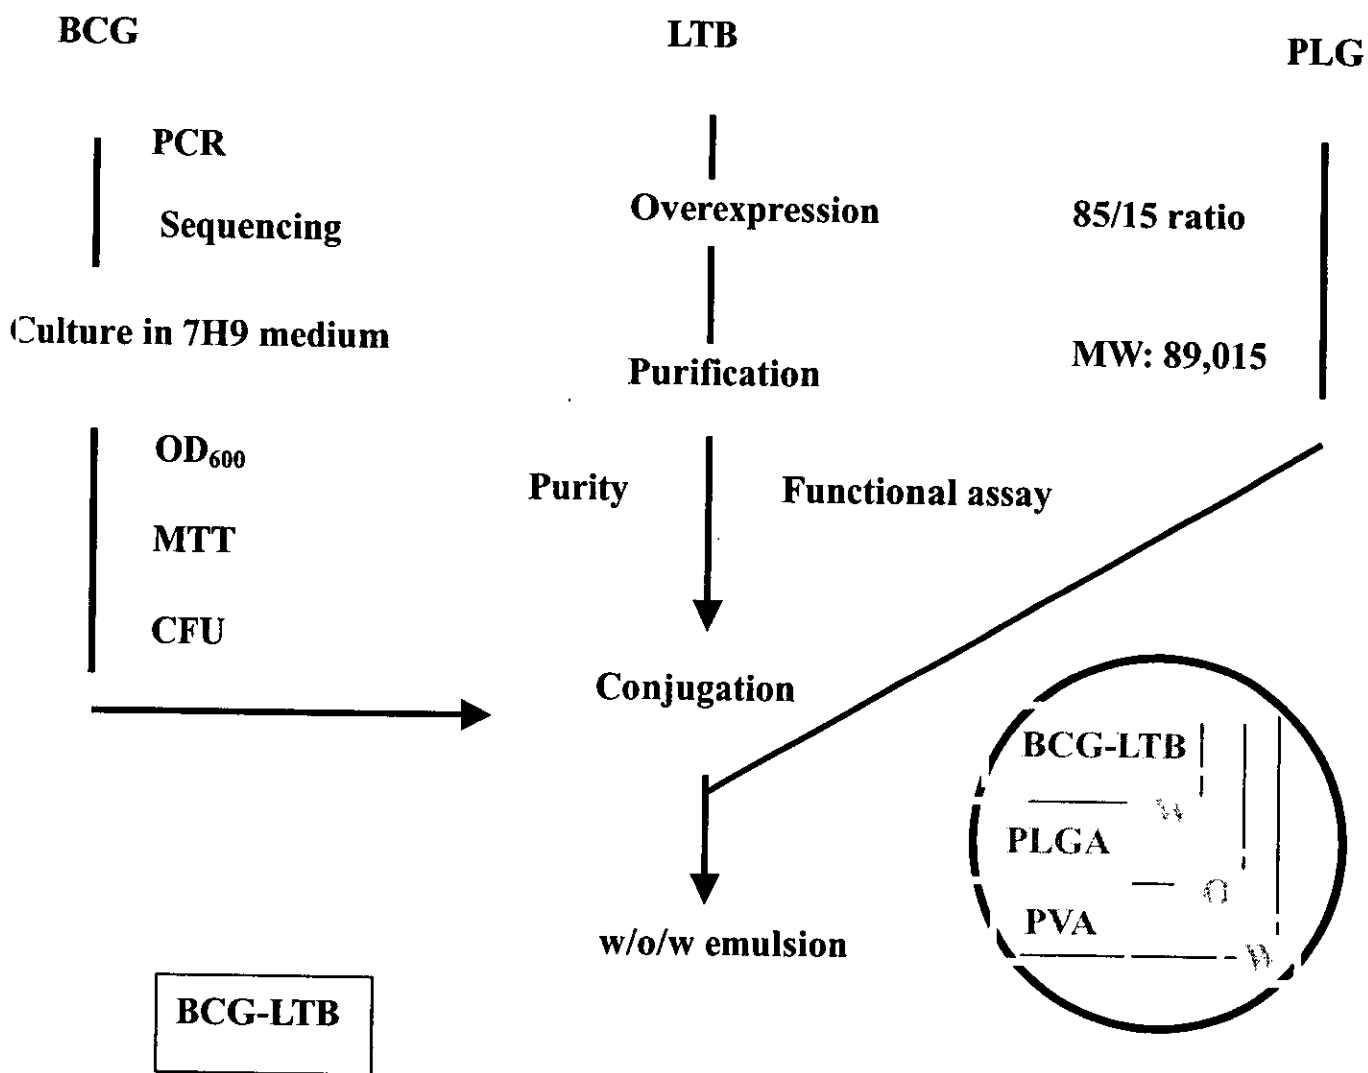 BCG
LTB
PLG
PCR
Sequencing
Overexpression
85/15 ratio
Culture in 7H9 medium
Purification
MW: 89,015
OD₆₀₀
MTT
CFU
Purity
Functional assay
Conjugation
BCG-LTB
W
PLGA
O
PVA
W
w/o/w emulsion
BCG-LTB